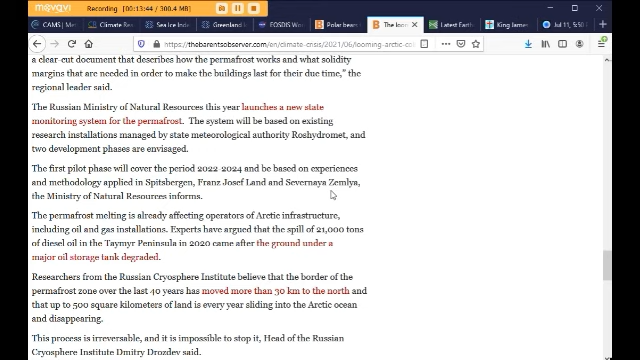 movavi
Recording 00:13:44 / 300.4 MB
CAMS | M
Climate Re
Sea Ice Ind
Greenland I
EOSDIS Wo
Polar bears
The loom
Latest Earth
King James
Jul 11, 5:00
https://thebarentsobserver.com/en/climate-crisis/2021/06/looming-arctic-co
a clear-cut document that describes how the permafrost works and what solidity
margins that are needed in order to make the buildings last for their due time," the
regional leader said.
The Russian Ministry of Natural Resources this year launches a new state
monitoring system for the permafrost. The system will be based on existing
research installations managed by state meteorological authority Roshydromet, and
two development phases are envisaged.
The first pilot phase will cover the period 2022-2024 and be based on experiences
and methodology applied in Spitsbergen, Franz Josef Land and Severnaya Zemlya,
the Ministry of Natural Resources informs.
The permafrost melting is already affecting operators of Arctic infrastructure,
including oil and gas installations. Experts have argued that the spill of 21,000 tons
of diesel oil in the Taymyr Peninsula in 2020 came after the ground under a
major oil storage tank degraded.
Researchers from the Russian Cryosphere Institute believe that the border of the
permafrost zone over the last 40 years has moved more than 30 km to the north and
that up to 500 square kilometers of land is every year sliding into the Arctic ocean
and disappearing.
This process is irreversable, and it is impossible to stop it, Head of the Russian
Cryosphere Institute Dmitry Drozdev said.